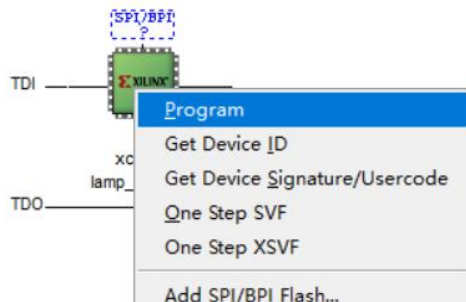 SPI/BPI
?
TDI
XILINX
Program
Get Device ID
xc
Get Device Signature/Usercode
lamp_
TDO
One Step SVF
One Step XSVF
Add SPI/BPI Flash...